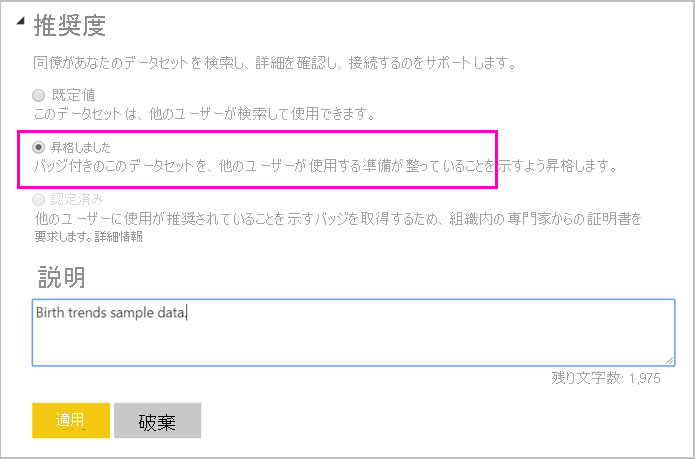 推奨度
同僚があなたのデータセットを検索し、詳細を確認し、接続するのをサポートします。
既定値
このデータセットは、他のユーザーが検索して使用できます。
昇格しました
バッジ付きのこのデータセットを、他のユーザーが使用する準備が整っていることを示すよう昇格します。
認定済み
他のユーザーに使用が推奨されていることを示すバッジを取得するため、組織内の専門家からの証明書を
要求します。詳細情報
説明
Birth trends sample data.
残り文字数: 1,975
適用
破棄